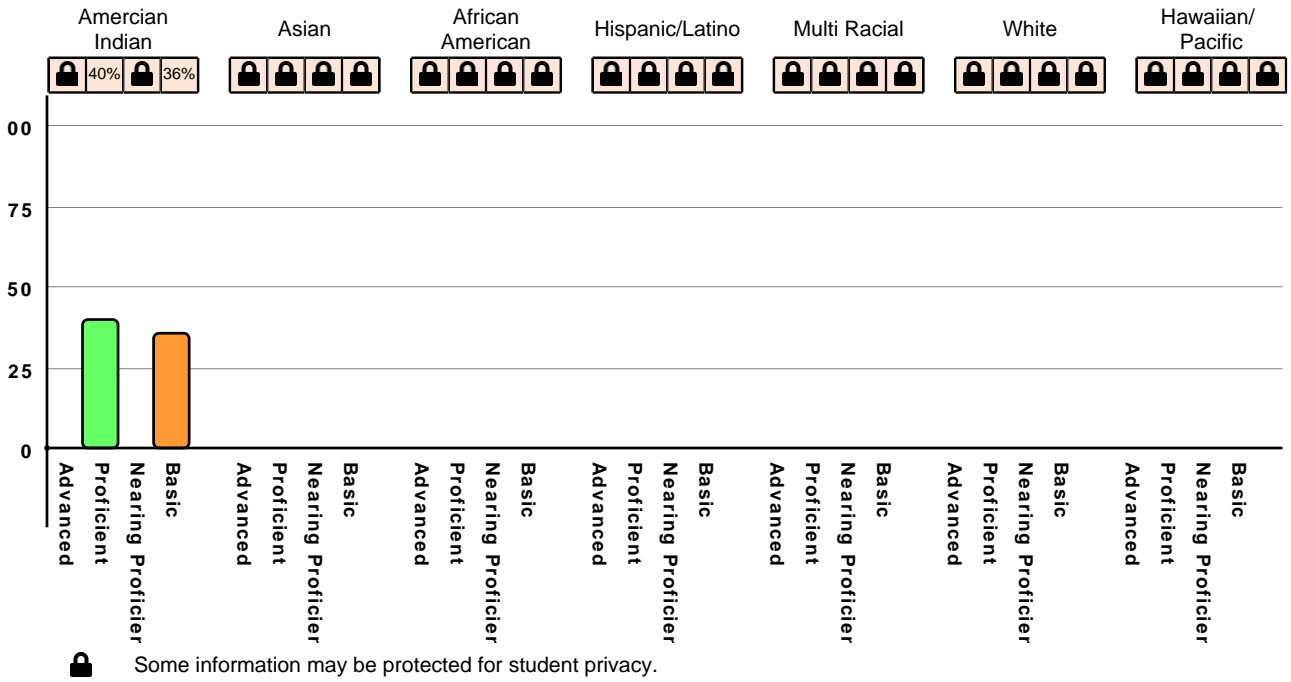 Amercian
Indian
Asian
African
American
Hispanic/Latino
Multi Racial
White
Hawaiian/
Pacific
40%
36%
00
75
50
25
0
Advanced
Proficient
Nearing Proficier
Basic
Advanced
Proficient
Nearing Proficier
Basic
Advanced
Proficient
Nearing Proficier
Basic
Advanced
Proficient
Nearing Proficier
Basic
Advanced
Proficient
Nearing Proficier
Basic
Advanced
Proficient
Nearing Proficier
Basic
Advanced
Proficient
Nearing Proficier
Basic
Some information may be protected for student privacy.